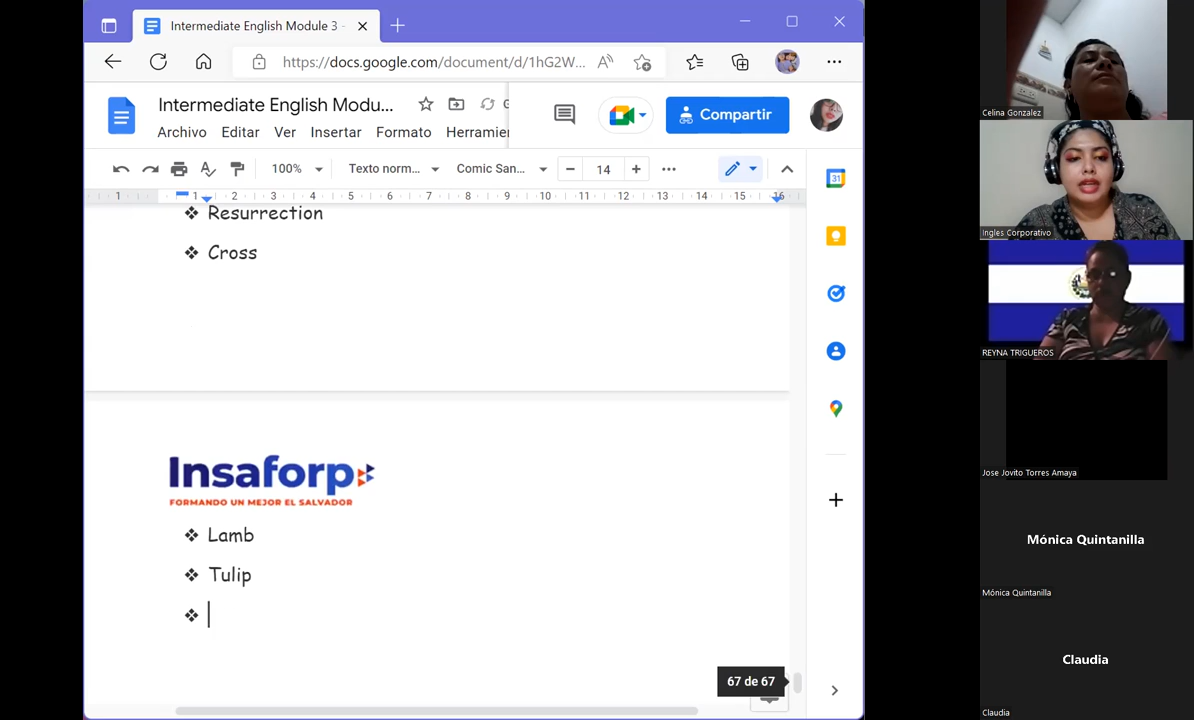 Intermediate English Module 3 -
https://docs.google.com/document/d/1hG2W...
Intermediate English Modu...
Compartir
Archivo Editar Ver Insertar Formato Herramie
100% Texto norm... Comic San... 14
1 1 2 3 4 5 6 7 8 9 10 11 12 13 14 15 16
31
❖ Resurrection
❖ Cross
Insaforp
FORMANDO UN MEJOR EL SALVADOR
❖ Lamb
❖ Tulip
❖
67 de 67
Celina Gonzalez
Ingles Corporativo
REYNA TRIGUEROS
Jose Jovito Torres Amaya
Mónica Quintanilla
Mónica Quintanilla
Claudia
Claudia